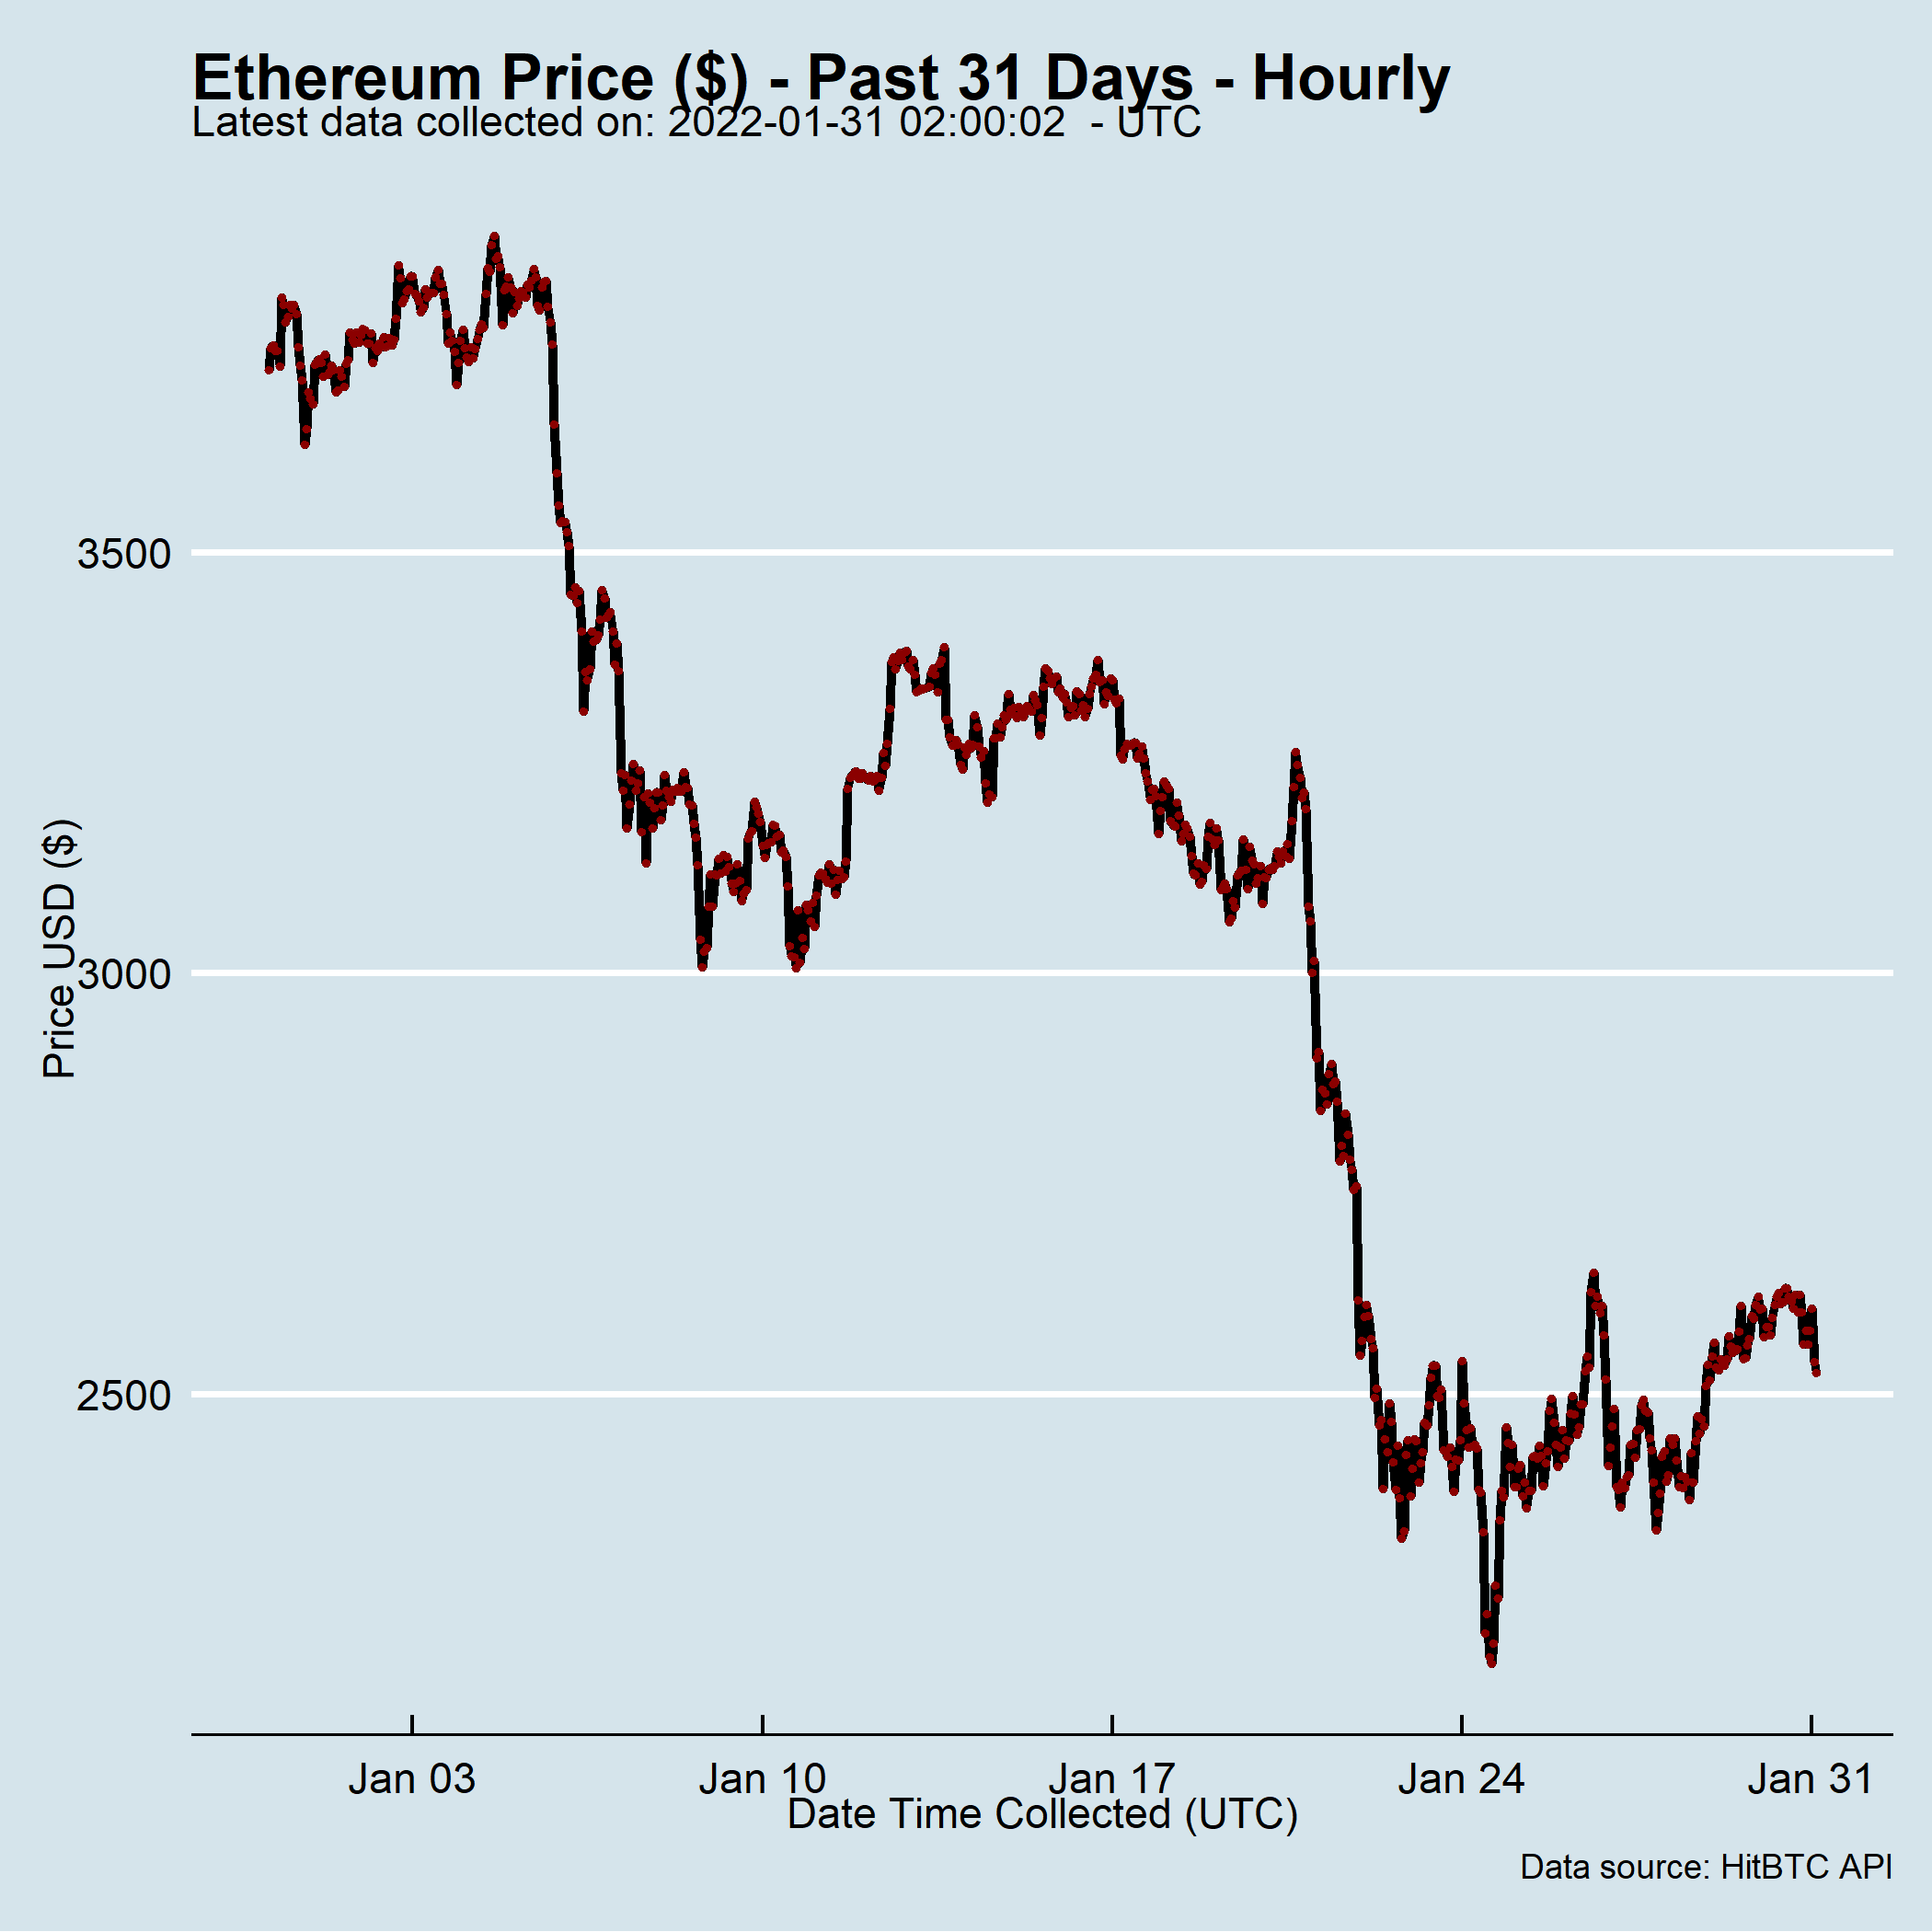 Ethereum Price ($) - Past 31 Days - Hourly
Latest data collected on: 2022-01-31 02:00:02  - UTC
Price USD ($)
3500
3000
2500
Jan 03
Jan 10
Jan 17
Jan 24
Jan 31
Date Time Collected (UTC)
Data source: HitBTC API